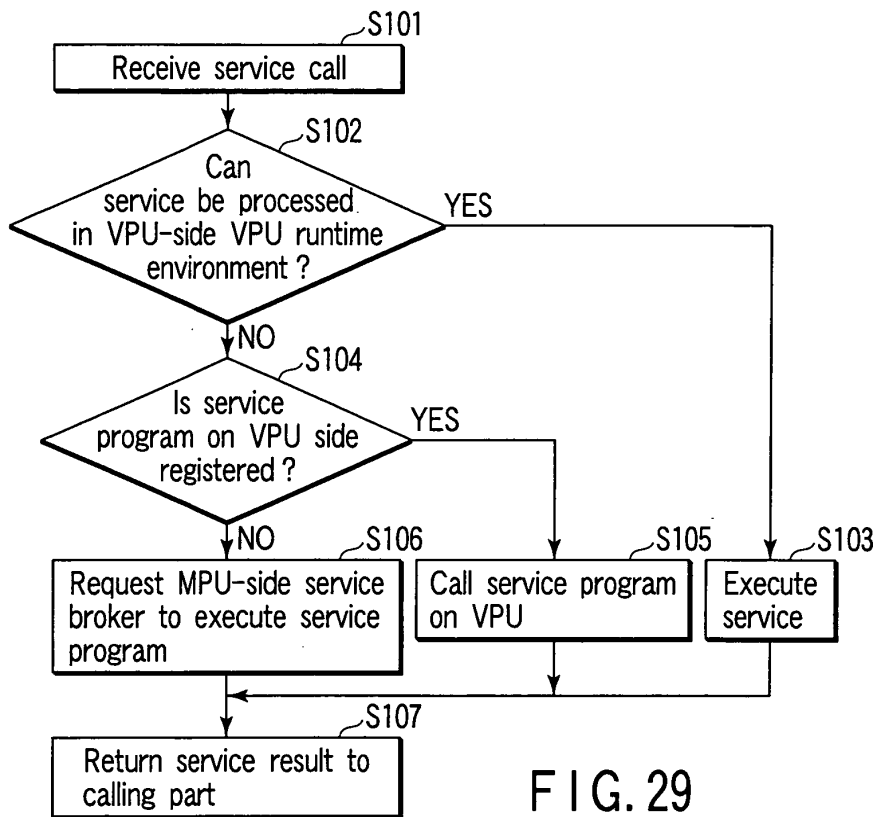 S101
Receive service call
S102
Can
service be processed
in VPU-side VPU runtime
environment ?
YES
NO
S104
Is service
program on VPU side
registered ?
YES
NO
S106
Request MPU-side service
broker to execute service
program
S105
Call service program
on VPU
S103
Execute
service
S107
Return service result to
calling part
FIG. 29